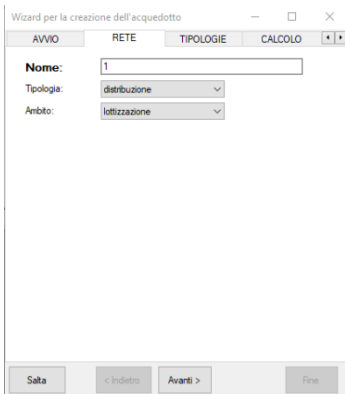 Wizard per la creazione dell'acquedotto
AVVIO RETE TIPOLOGIE CALCOLO
Nome: 1
Tipologia: distribuzione
Ambito: lottizzazione
Salta < Indietro Avanti > Fine